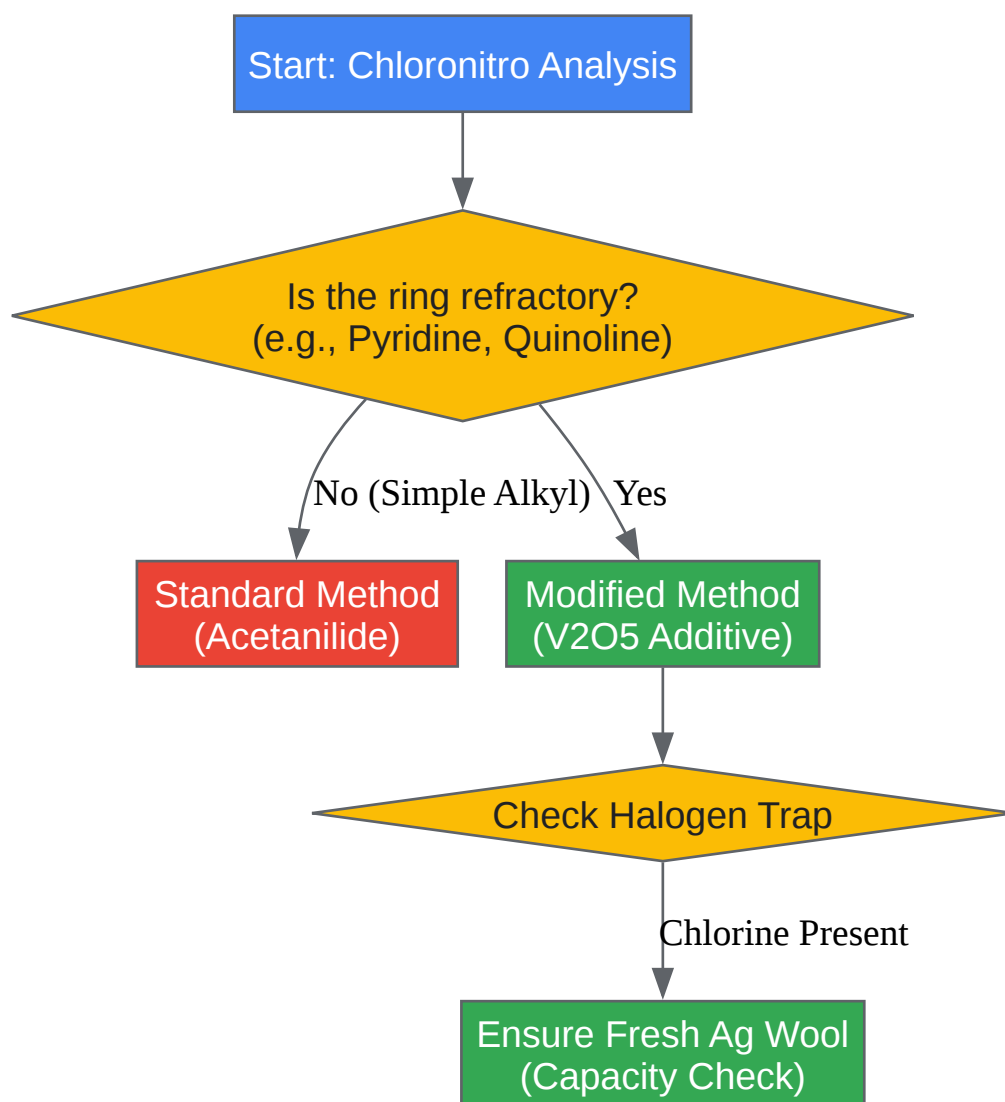 Start: Chloronitro Analysis
Is the ring refractory?
(e.g., Pyridine, Quinoline)
No (Simple Alkyl)
Yes
Standard Method
(Acetanilide)
Modified Method
(V2O5 Additive)
Check Halogen Trap
Chlorine Present
Ensure Fresh Ag Wool
(Capacity Check)